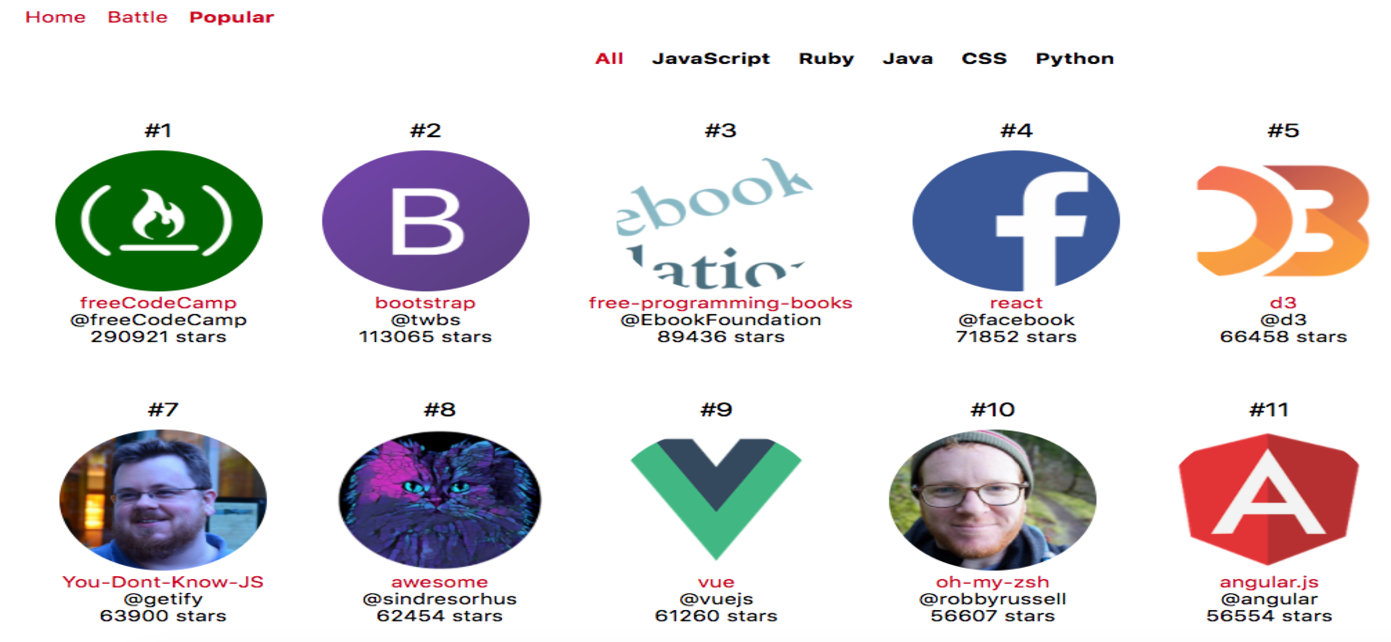 Home Battle Popular
All JavaScript Ruby Java CSS Python
#1 #2 #3 #4 #5
B
ebook
f
D3
freeCodeCamp bootstrap free-programming-books react d3
@freeCodeCamp @twbs @EbookFoundation @facebook @d3
290921 stars 113065 stars 89436 stars 71852 stars 66458 stars
#7 #8 #9 #10 #11
A
You-Dont-Know-JS awesome vue oh-my-zsh angular.js
@getify @sindresorhus @vuejs @robbyrussell @angular
63900 stars 62454 stars 61260 stars 56607 stars 56554 stars